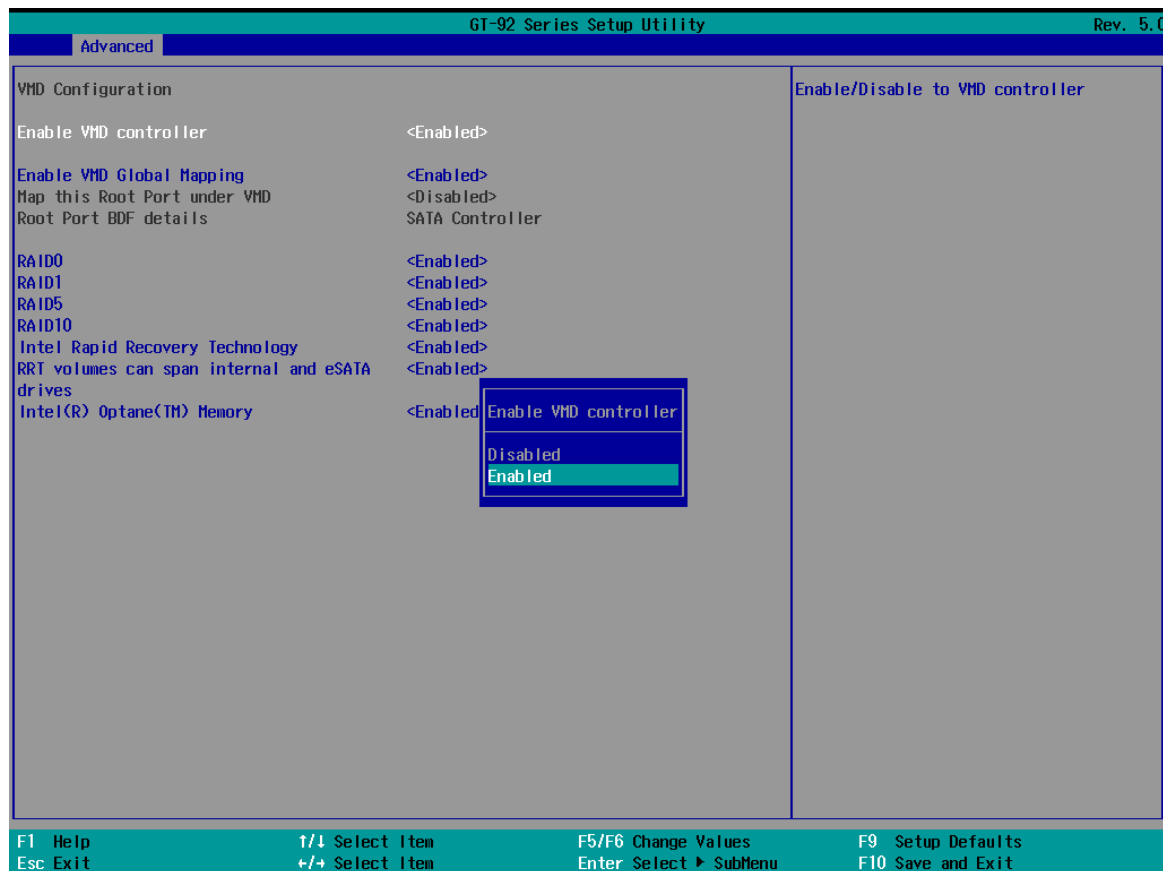 GT-92 Series Setup Utility Rev. 5.0
Advanced
VMD Configuration
Enable/Disable to VMD controller
Enable VMD controller <Enabled>
Enable VMD Global Mapping <Enabled>
Map this Root Port under VMD <Disabled>
Root Port BDF details SATA Controller
RAID0 <Enabled>
RAID1 <Enabled>
RAID5 <Enabled>
RAID10 <Enabled>
Intel Rapid Recovery Technology <Enabled>
RRT volumes can span internal and eSATA <Enabled>
drives
Intel(R) Optane(TM) Memory <Enabled
Enable VMD controller
Disabled
Enabled
F1 Help ↑/↓ Select Item F5/F6 Change Values F9 Setup Defaults
Esc Exit ←/→ Select Item Enter Select ▶ SubMenu F10 Save and Exit